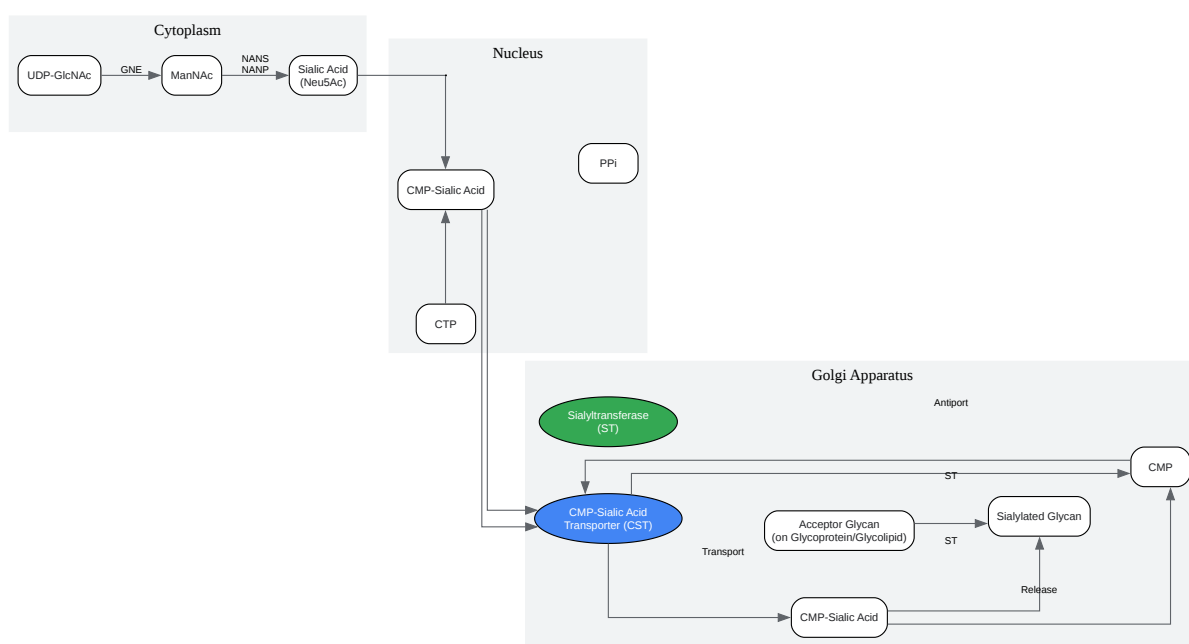 Cytoplasm
UDP-GlcNAc
GNE
ManNAc
NANS
NANP
Sialic Acid
(Neu5Ac)
Nucleus
PPi
CMP-Sialic Acid
CTP
Golgi Apparatus
Antiport
Sialyltransferase
(ST)
CMP
ST
CMP-Sialic Acid
Transporter (CST)
Acceptor Glycan
(on Glycoprotein/Glycolipid)
Sialylated Glycan
ST
Transport
Release
CMP-Sialic Acid